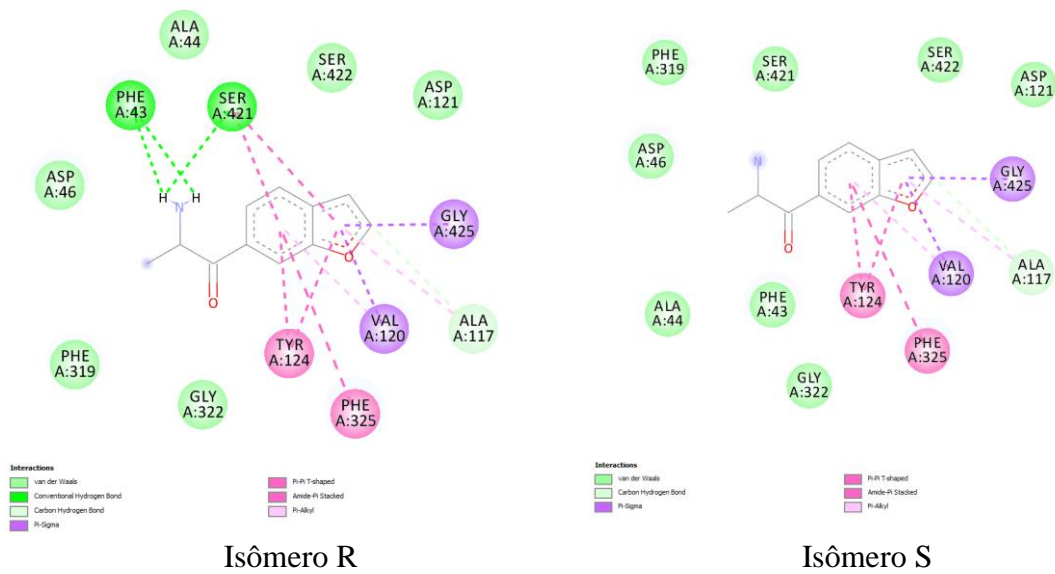 ALA
A:44
SER
A:422
PHE
A:43
SER
A:421
ASP
A:121
ASP
A:46
H H
N
GLY
A:425
O
O
VAL
A:120
ALA
A:117
TYR
A:124
PHE
A:319
GLY
A:322
PHE
A:325
Interactions
van der Waals
Conventional Hydrogen Bond
Carbon Hydrogen Bond
Pi-Sigma
Pi-Pi T-shaped
Amide-Pi Stacked
Pi-Alkyl
Isômero R
PHE
A:319
SER
A:421
SER
A:422
ASP
A:121
ASP
A:46
N
GLY
A:425
O
O
VAL
A:120
ALA
A:117
TYR
A:124
ALA
A:44
PHE
A:43
PHE
A:325
GLY
A:322
Interactions
van der Waals
Carbon Hydrogen Bond
Pi-Sigma
Pi-Pi T-shaped
Amide-Pi Stacked
Pi-Alkyl
Isômero S